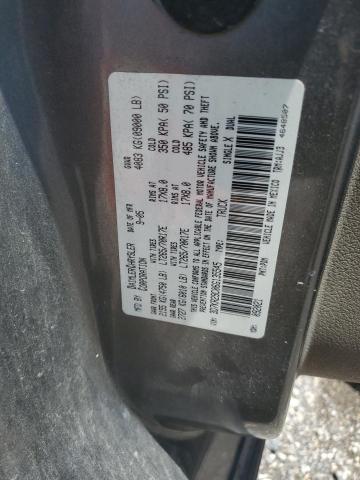 DAIMLERCHRYSLER CORPORATION
DATE OF MFR 9-05
GVWR 4083 KG(09000 LB)
GAWR FRONT WITH TIRES RIMS AT COLD
2155 KG(4750 LB) LT265/70R17E 17X8.0 350 KPA( 50 PSI)
GAWR REAR WITH TIRES RIMS AT COLD
2727 KG(6010 LB) LT265/70R17E 17X8.0 485 KPA( 70 PSI)
THIS VEHICLE CONFORMS TO ALL APPLICABLE FEDERAL MOTOR VEHICLE SAFETY AND THEFT
PREVENTION STANDARDS IN EFFECT ON THE DATE OF MANUFACTURE SHOWN ABOVE.
TYPE: TRUCK SINGLE X DUAL
MADE IN MEXICO
4648507